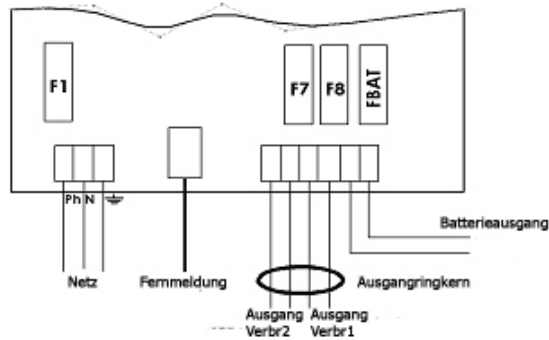 F1
F7
F8
FBAT
Ph N
Batterieausgang
Netz
Fernmeldung
Ausgangringkern
Ausgang Ausgang
Verbr2 Verbr1